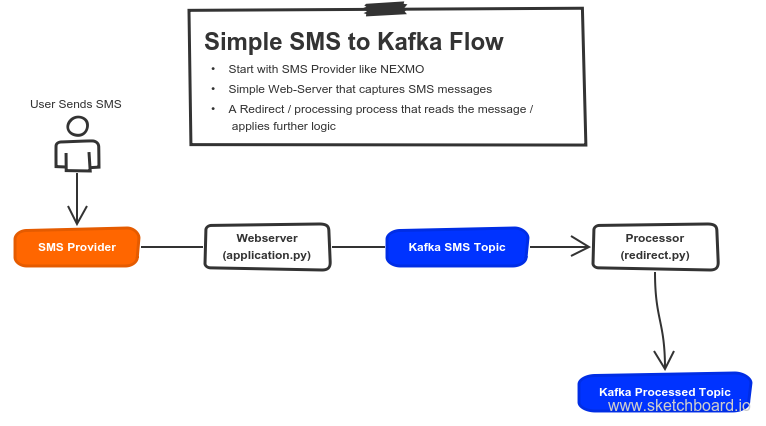 Simple SMS to Kafka Flow
• Start with SMS Provider like NEXMO
• Simple Web-Server that captures SMS messages
• A Redirect / processing process that reads the message /
applies further logic
User Sends SMS
SMS Provider
Webserver
(application.py)
Kafka SMS Topic
Processor
(redirect.py)
Kafka Processed Topic
www.sketchboard.io